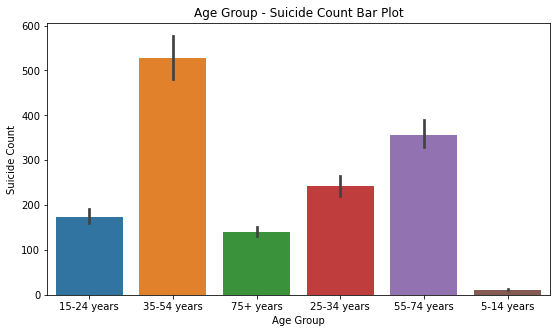 Age Group - Suicide Count Bar Plot
600
500
400
300
200
100
0
Suicide Count
15-24 years 35-54 years 75+ years 25-34 years 55-74 years 5-14 years
Age Group